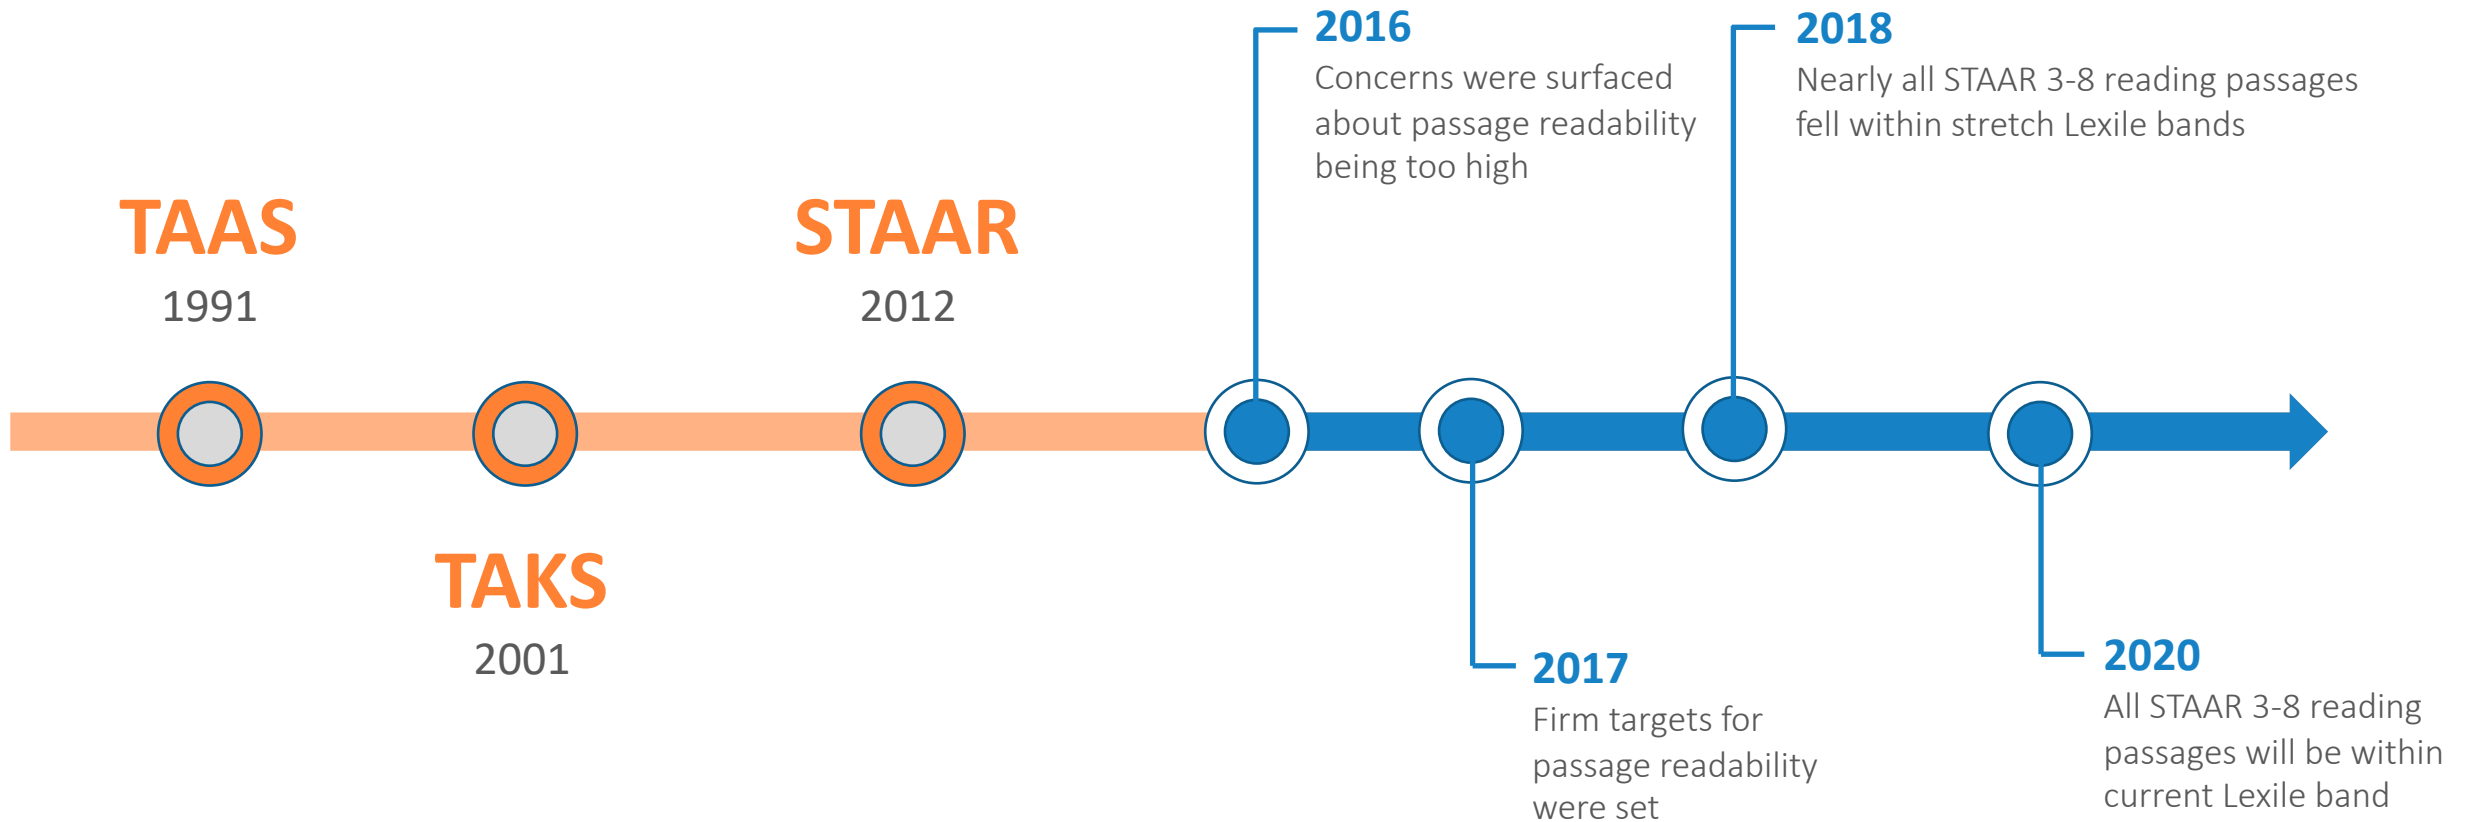 TAAS
1991
TAKS
2001
STAAR
2012
2016
Concerns were surfaced
about passage readability
being too high
2017
Firm targets for
passage readability
were set
2018
Nearly all STAAR 3-8 reading passages
fell within stretch Lexile bands
2020
All STAAR 3-8 reading
passages will be within
current Lexile band